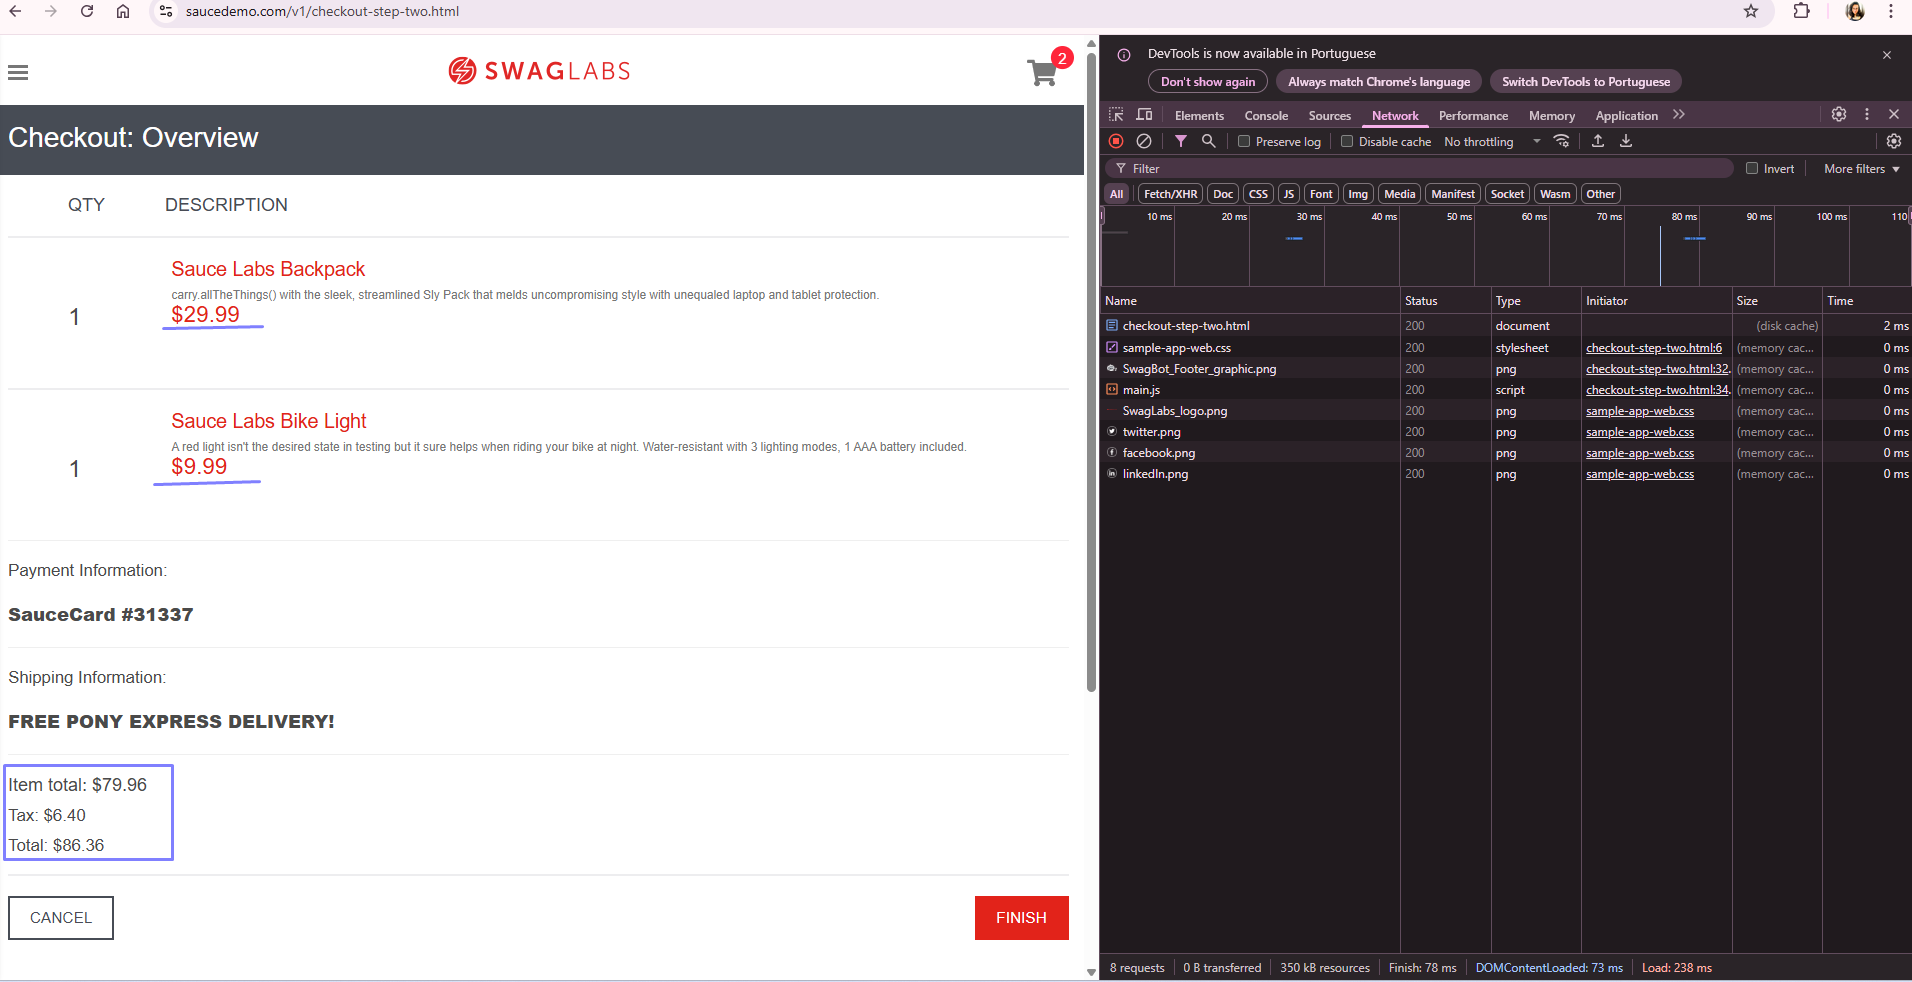 saucedemo.com/v1/checkout-step-two.html
SWAGLABS
2
Checkout: Overview
QTY DESCRIPTION
Sauce Labs Backpack
carry.allTheThings() with the sleek, streamlined Sly Pack that melds uncompromising style with unequaled laptop and tablet protection.
1
$29.99
Sauce Labs Bike Light
A red light isn't the desired state in testing but it sure helps when riding your bike at night. Water-resistant with 3 lighting modes, 1 AAA battery included.
1
$9.99
Payment Information:
SauceCard #31337
Shipping Information:
FREE PONY EXPRESS DELIVERY!
Item total: $79.96
Tax: $6.40
Total: $86.36
CANCEL FINISH
DevTools is now available in Portuguese
Don't show again Always match Chrome's language Switch DevTools to Portuguese
Elements Console Sources Network Performance Memory Application
Preserve log Disable cache No throttling
Filter Invert More filters
All Fetch/XHR Doc CSS JS Font Img Media Manifest Socket Wasm Other
10 ms 20 ms 30 ms 40 ms 50 ms 60 ms 70 ms 80 ms 90 ms 100 ms 110
Name Status Type Initiator Size Time
checkout-step-two.html 200 document (disk cache) 2 ms
sample-app-web.css 200 stylesheet checkout-step-two.html:6 (memory cac... 0 ms
SwagBot_Footer_graphic.png 200 png checkout-step-two.html:32. (memory cac... 0 ms
main.js 200 script checkout-step-two.html:34. (memory cac... 0 ms
SwagLabs_logo.png 200 png sample-app-web.css (memory cac... 0 ms
twitter.png 200 png sample-app-web.css (memory cac... 0 ms
facebook.png 200 png sample-app-web.css (memory cac... 0 ms
linkedIn.png 200 png sample-app-web.css (memory cac... 0 ms
8 requests 0 B transferred 350 kB resources Finish: 78 ms DOMContentLoaded: 73 ms Load: 238 ms